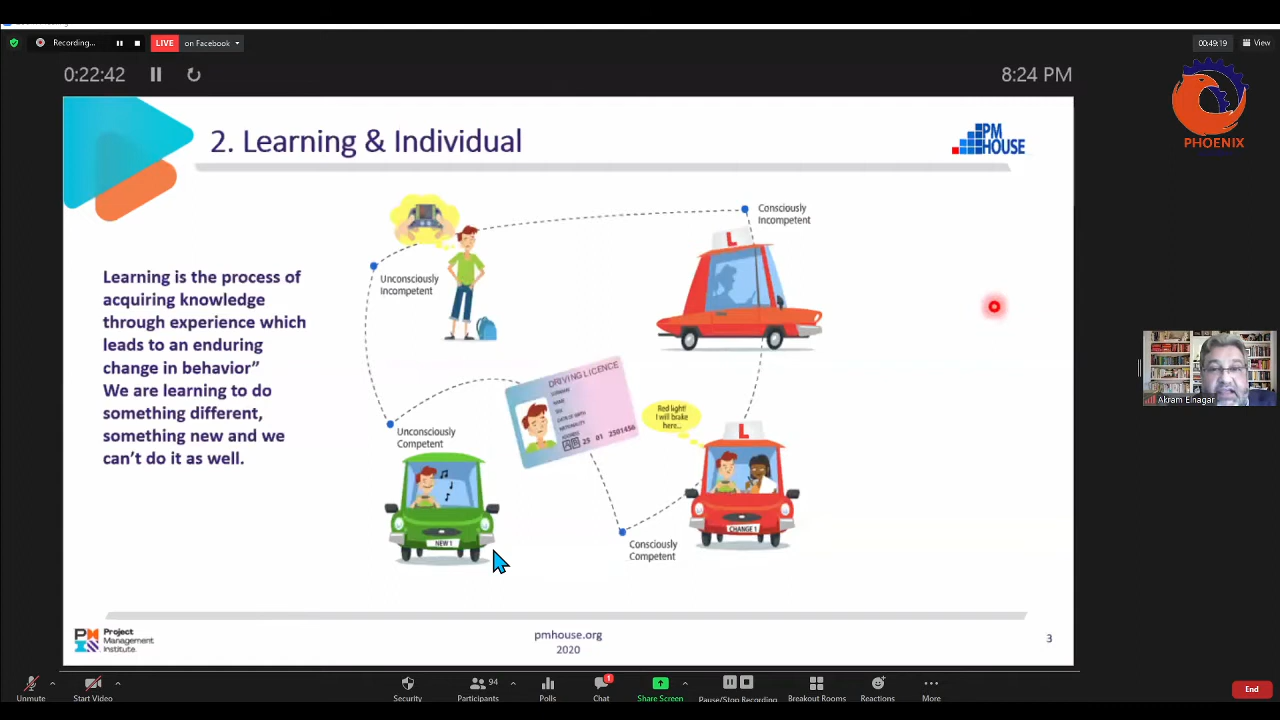 Recording...
LIVE
on Facebook
00:49:19
View
0:22:42
8:24 PM
PHOENIX
2. Learning & Individual
PM
HOUSE
Consciously
Incompetent
L
Unconsciously
Incompetent
Learning is the process of
acquiring knowledge
through experience which
leads to an enduring
change in behavior”
We are learning to do
something different,
something new and we
can’t do it as well.
DRIVING LICENCE
25 01 2501456
Red light!
I will brake
here...
L
Unconsciously
Competent
CHANGE 1
NEW 1
Consciously
Competent
Akram Elnagar
Project
Management
Institute.
pmhouse.org
2020
3
Unmute
Start Video
Security
94
Participants
Polls
1
Chat
Share Screen
Pause/Stop Recording
Breakout Rooms
Reactions
More
End